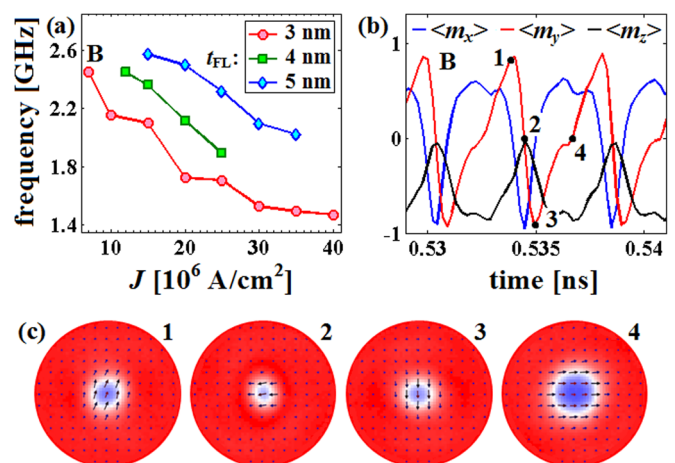 (a)
frequency [GHz]
2.6
2.2
1.8
1.4
B
t_FL:
3 nm
4 nm
5 nm
10
20
30
40
J [10^6 A/cm^2]
(b)
<m_x>
<m_y>
<m_z>
1
0
-1
B
1
2
3
4
0.53
0.535
0.54
time [ns]
(c)
1
2
3
4